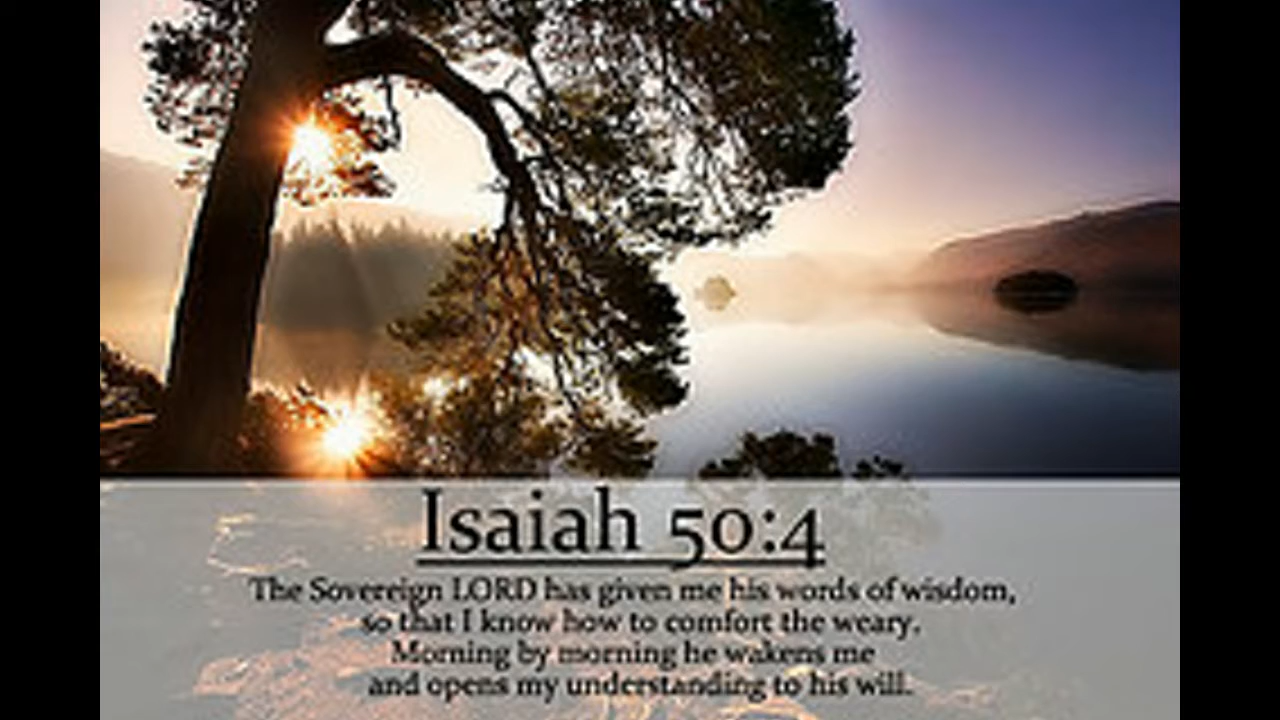 Isaiah 50:4
The Sovereign LORD has given me his words of wisdom,
so that I know how to comfort the weary.
Morning by morning he wakens me
and opens my understanding to his will.